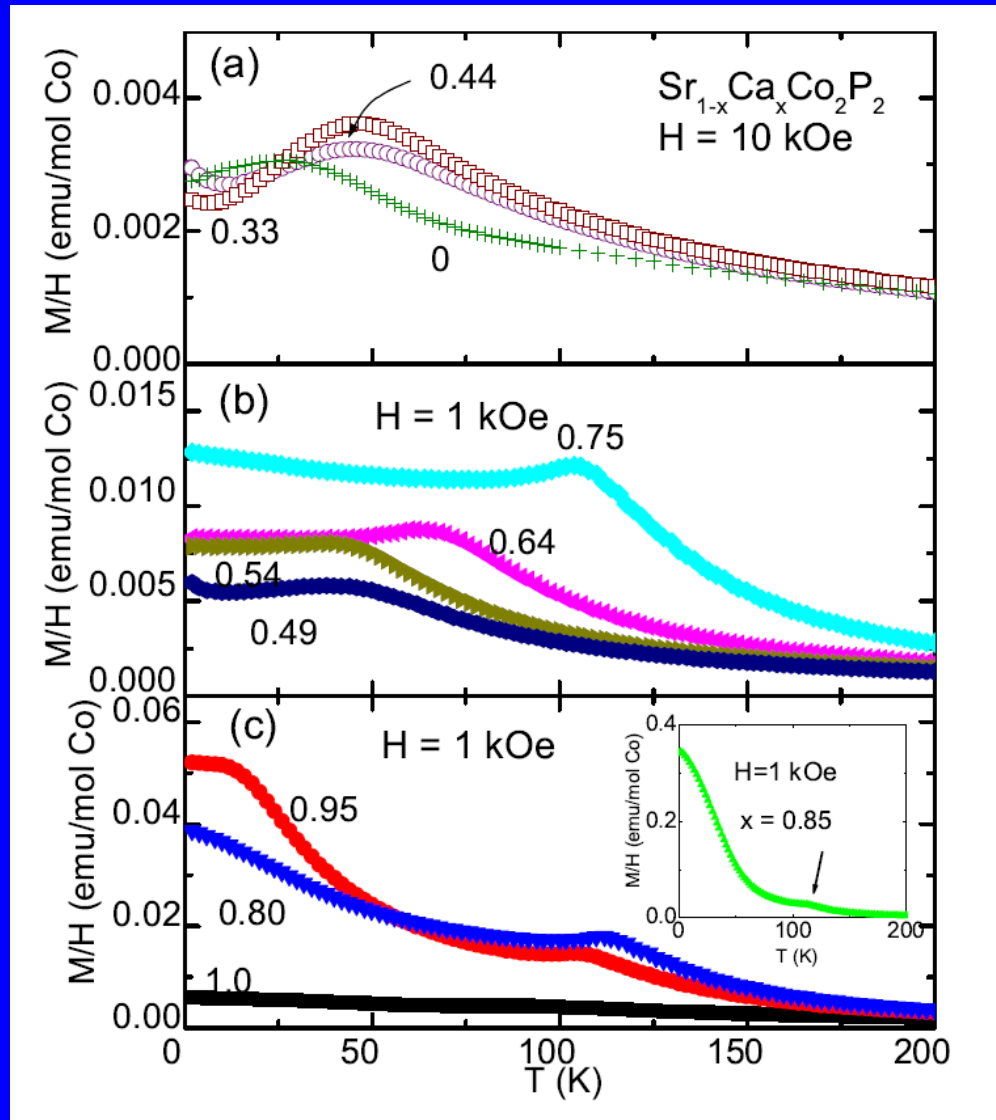 (a)
0.44
Sr1-xCaxCo2P2
H = 10 kOe
M/H (emu/mol Co)
0.004
0.002
0.000
0.33
0
(b)
H = 1 kOe
0.75
M/H (emu/mol Co)
0.015
0.010
0.005
0.000
0.64
0.54
0.49
(c)
H = 1 kOe
M/H (emu/mol Co)
0.06
0.04
0.02
0.00
0.95
0.80
1.0
M/H (emu/mol Co)
0.4
0.2
0.0
H=1 kOe
x = 0.85
0 100 200
T (K)
0 50 100 150 200
T (K)